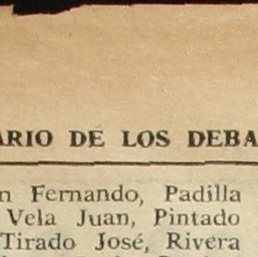 ARIO DE LOS DEBA
n Fernando, Padilla
Vela Juan, Pintado
Tirado José, Rivera